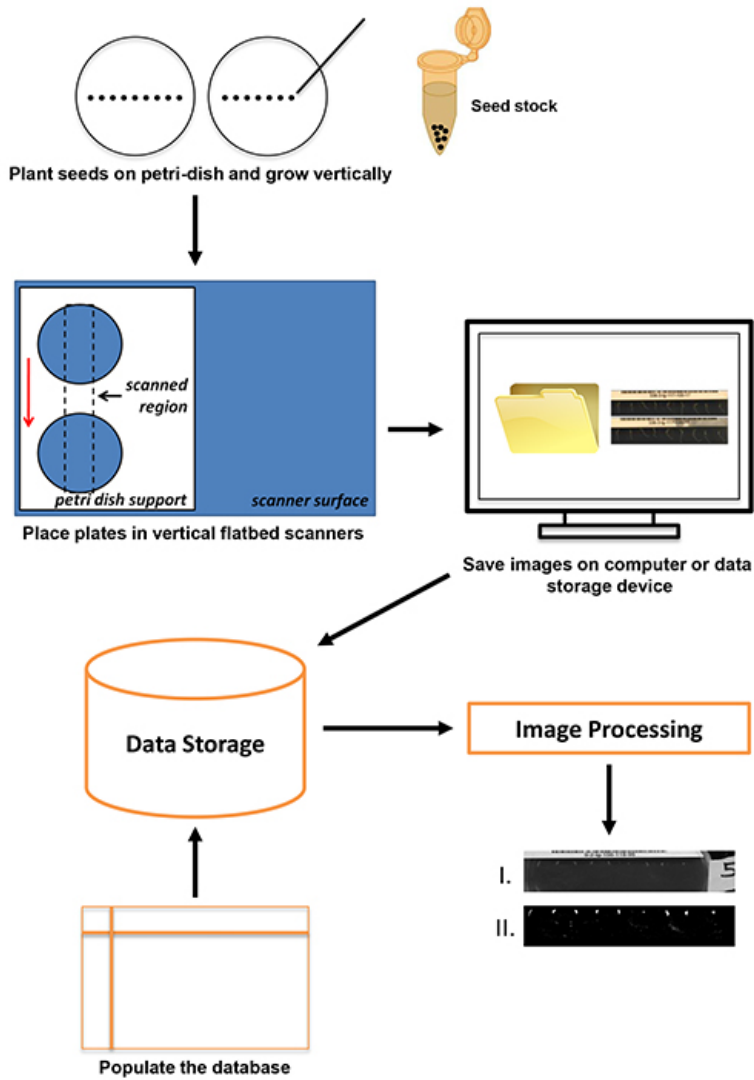 Seed stock
Plant seeds on petri-dish and grow vertically
scanned
region
petri dish support
scanner surface
Place plates in vertical flatbed scanners
Save images on computer or data
storage device
Data Storage
Image Processing
I.
5
II.
Populate the database